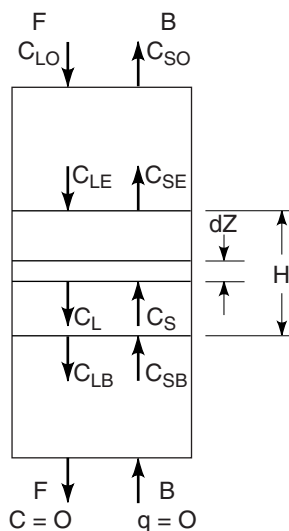 F B
C_LO C_SO
C_LE C_SE
dZ
H
C_L C_S
C_LB C_SB
F B
C = O q = O